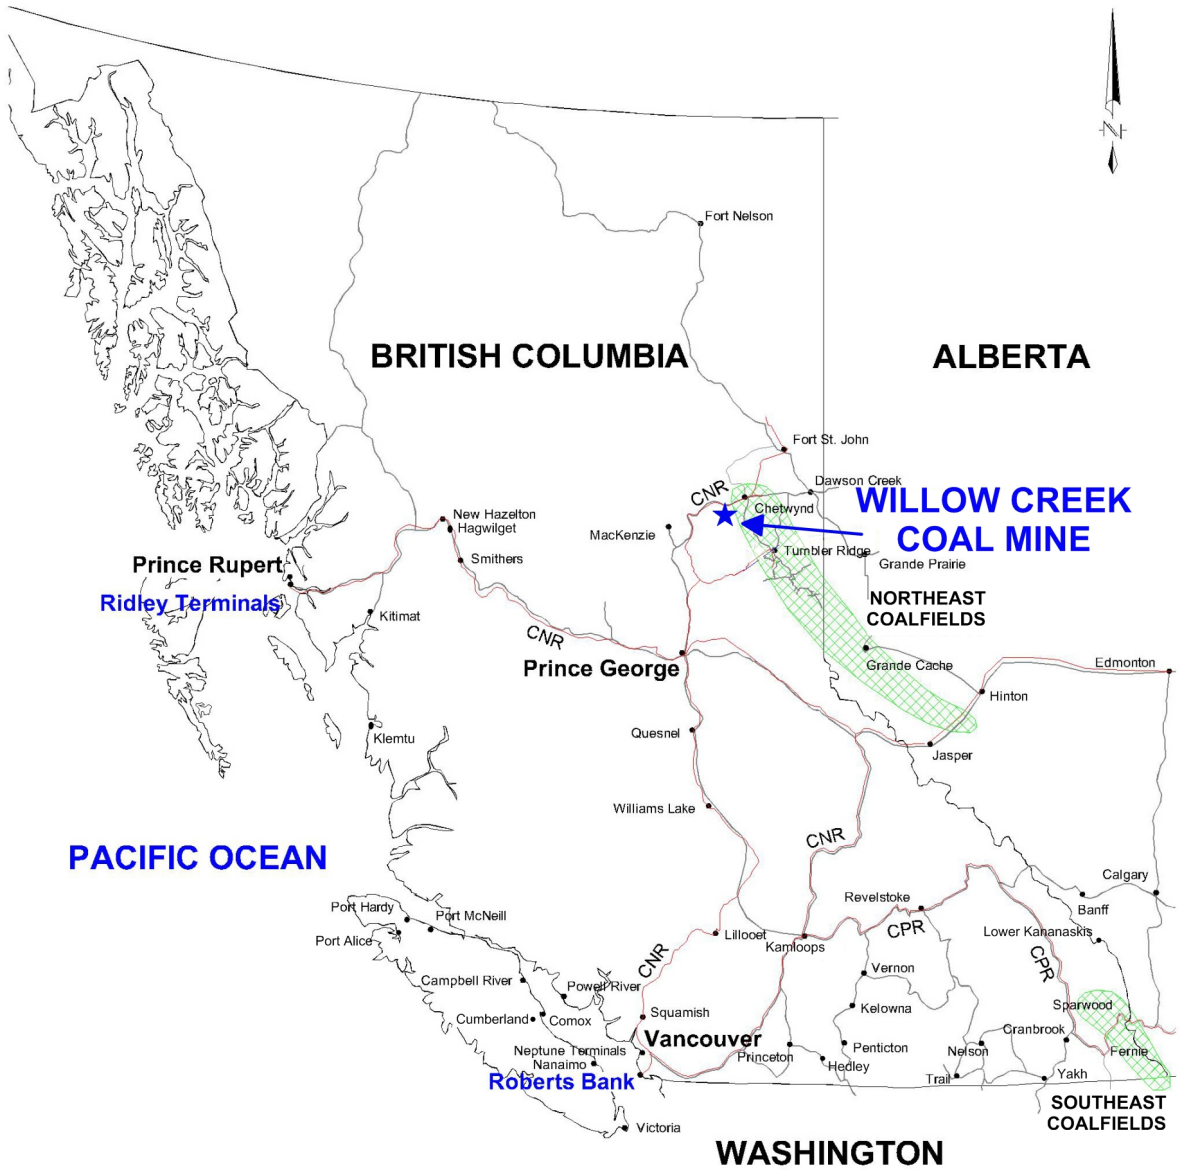 N
Fort Nelson
BRITISH COLUMBIA
ALBERTA
Fort St. John
CNR
Dawson Creek
WILLOW CREEK
COAL MINE
Chetwynd
New Hazelton
Hagwilget
MacKenzie
Tumbler Ridge
Grande Prairie
Smithers
Prince Rupert
Ridley Terminals
NORTHEAST
COALFIELDS
Kitimat
CNR
Prince George
Grande Cache
Edmonton
Hinton
Klemtu
Quesnel
Jasper
Williams Lake
CNR
PACIFIC OCEAN
Calgary
Revelstoke
Banff
Port Hardy
Port McNeill
Port Alice
Lillooet
Kamloops
CPR
Lower Kananaskis
CNR
CPR
Vernon
Campbell River
Powell River
Kelowna
Sparwood
Cumberland
Comox
Squamish
Cranbrook
Vancouver
Neptune Terminals
Princeton
Penticton
Nelson
Fernie
Nanaimo
Hedley
Roberts Bank
Trail
Yakh
SOUTHEAST
COALFIELDS
Victoria
WASHINGTON